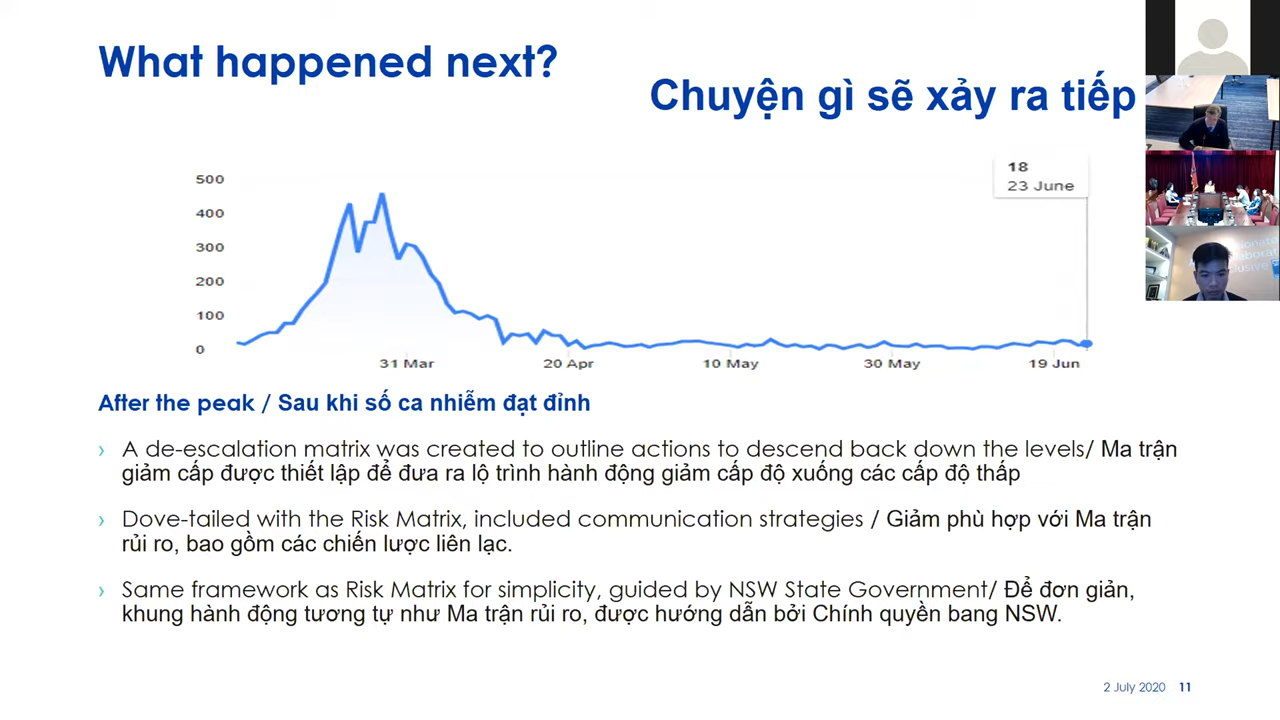 What happened next?
Chuyện gì sẽ xảy ra tiếp
500
400
300
200
100
0
18
23 June
31 Mar
20 Apr
10 May
30 May
19 Jun
After the peak / Sau khi số ca nhiễm đạt đỉnh
› A de-escalation matrix was created to outline actions to descend back down the levels/ Ma trận
giảm cấp được thiết lập để đưa ra lộ trình hành động giảm cấp độ xuống các cấp độ thấp
› Dove-tailed with the Risk Matrix, included communication strategies / Giảm phù hợp với Ma trận
rủi ro, bao gồm các chiến lược liên lạc.
› Same framework as Risk Matrix for simplicity, guided by NSW State Government/ Để đơn giản,
khung hành động tương tự như Ma trận rủi ro, được hướng dẫn bởi Chính quyền bang NSW.
2 July 2020 11